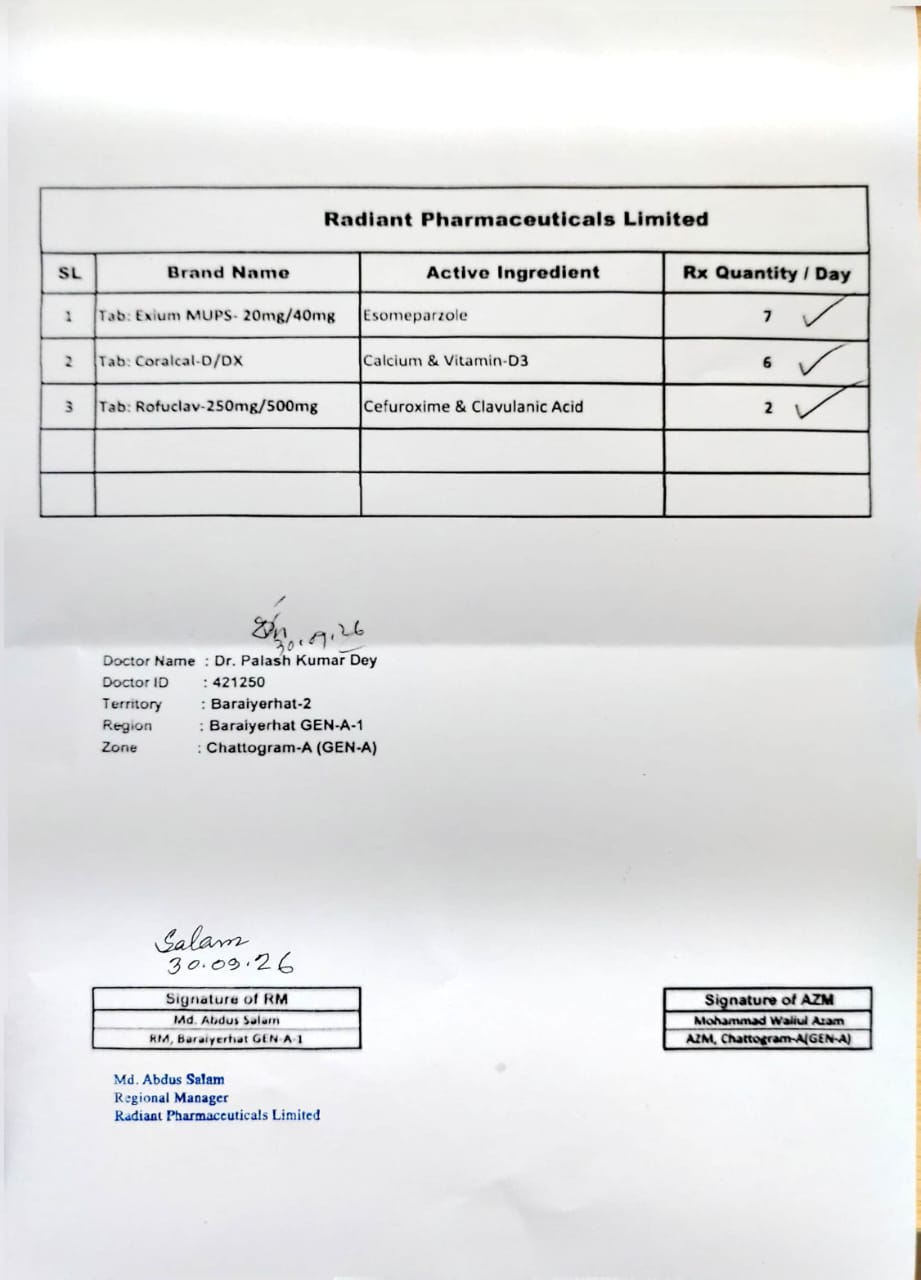 Radiant Pharmaceuticals Limited
SL Brand Name Active Ingredient Rx Quantity / Day
1 Tab: Exium MUPS- 20mg/40mg Esomeparzole 7
2 Tab: Coralcal-D/DX Calcium & Vitamin-D3 6
3 Tab: Rofuclav-250mg/500mg Cefuroxime & Clavulanic Acid 2
30.09.26
Doctor Name : Dr. Palash Kumar Dey
Doctor ID : 421250
Territory : Baraiyerhat-2
Region : Baraiyerhat GEN-A-1
Zone : Chattogram-A (GEN-A)
Salam
30.09.26
Signature of RM
Md. Abdus Salam
RM, Baraiyerhat GEN-A-1
Signature of AZM
Mohammad Waliul Azam
AZM, Chattogram-A(GEN-A)
Md. Abdus Salam
Regional Manager
Radiant Pharmaceuticals Limited